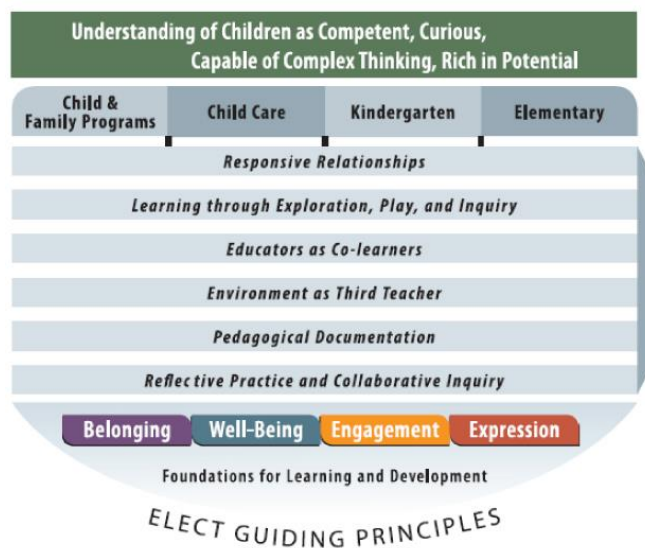 Understanding of Children as Competent, Curious,
Capable of Complex Thinking, Rich in Potential
Child &
Family Programs
Child Care
Kindergarten
Elementary
Responsive Relationships
Learning through Exploration, Play, and Inquiry
Educators as Co-learners
Environment as Third Teacher
Pedagogical Documentation
Reflective Practice and Collaborative Inquiry
Belonging
Well-Being
Engagement
Expression
Foundations for Learning and Development
ELECT GUIDING PRINCIPLES